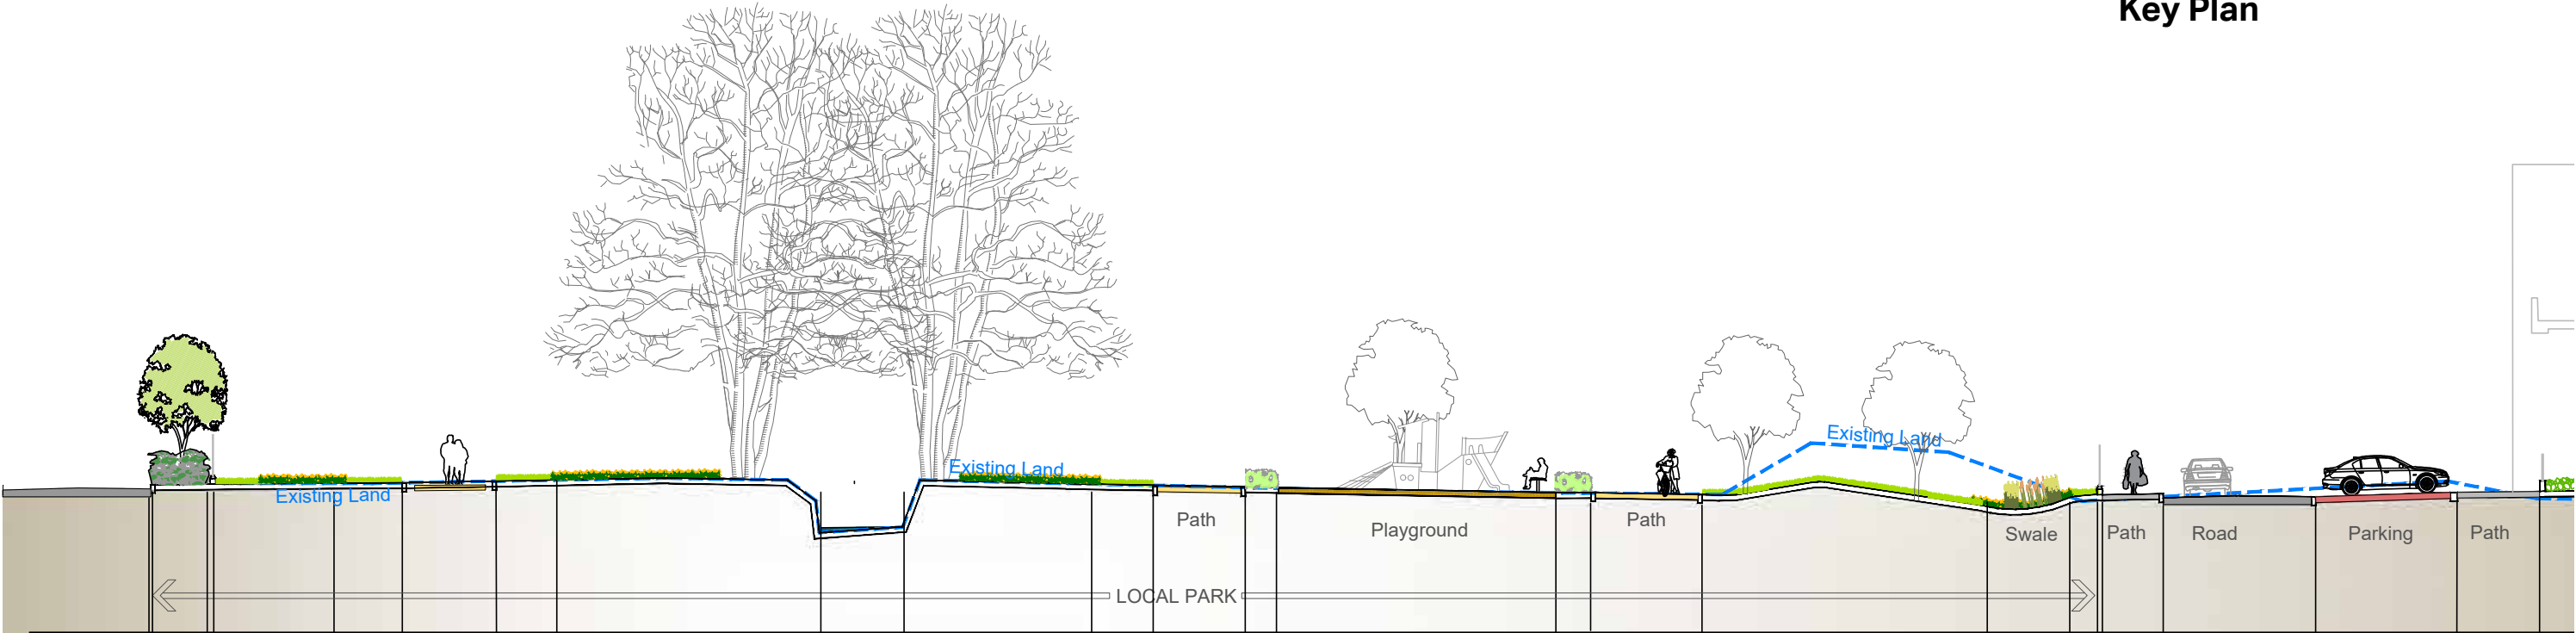 Key Plan
Existing Land
Existing Land
Existing Land
Path
Playground
Path
Swale
Path
Road
Parking
Path
LOCAL PARK